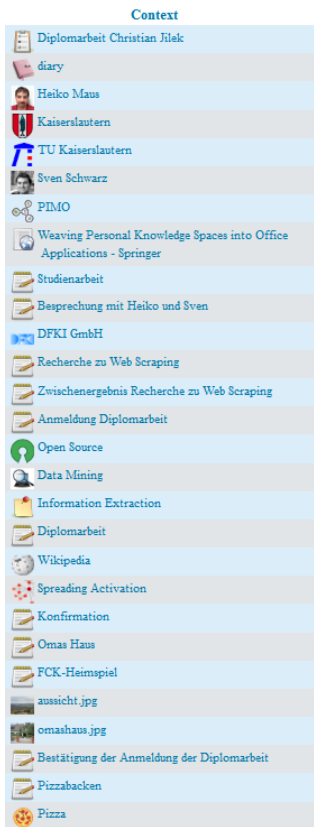 Context
Diplomarbeit Christian Jilek
diary
Heiko Maus
Kaiserslautern
TU Kaiserslautern
Sven Schwarz
PIMO
Weaving Personal Knowledge Spaces into Office
Applications - Springer
Studienarbeit
Besprechung mit Heiko und Sven
DFKI GmbH
Recherche zu Web Scraping
Zwischenergebnis Recherche zu Web Scraping
Anmeldung Diplomarbeit
Open Source
Data Mining
Information Extraction
Diplomarbeit
Wikipedia
Spreading Activation
Konfirmation
Omas Haus
FCK-Heimspiel
aussicht.jpg
omashaus.jpg
Bestätigung der Anmeldung der Diplomarbeit
Pizzabacken
Pizza